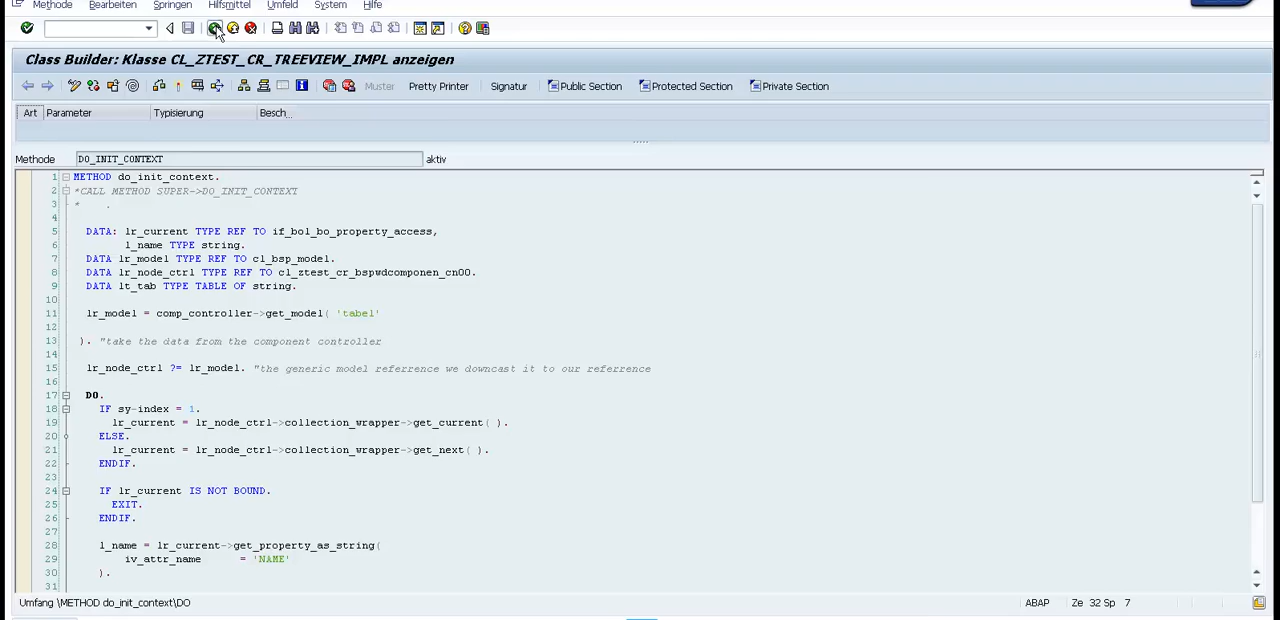 Methode Bearbeiten Springen Hilfsmittel Umfeld System Hilfe
Class Builder: Klasse CL_ZTEST_CR_TREEVIEW_IMPL anzeigen
Muster Pretty Printer Signatur Public Section Protected Section Private Section
Art Parameter Typisierung Besch...
Methode DO_INIT_CONTEXT aktiv
1 METHOD do_init_context.
2 *CALL METHOD SUPER->DO_INIT_CONTEXT
3 * .
4
5 DATA: lr_current TYPE REF TO if_bol_bo_property_access,
6 l_name TYPE string.
7 DATA lr_model TYPE REF TO cl_bsp_model.
8 DATA lr_node_ctrl TYPE REF TO cl_ztest_cr_bspwdcomponen_cn00.
9 DATA lt_tab TYPE TABLE OF string.
10
11 lr_model = comp_controller->get_model( 'tabel'
12
13 ). "take the data from the component controller
14
15 lr_node_ctrl ?= lr_model. "the generic model referrence we downcast it to our referrence
16
17 DO.
18 IF sy-index = 1.
19 lr_current = lr_node_ctrl->collection_wrapper->get_current( ).
20 ELSE.
21 lr_current = lr_node_ctrl->collection_wrapper->get_next( ).
22 ENDIF.
23
24 IF lr_current IS NOT BOUND.
25 EXIT.
26 ENDIF.
27
28 l_name = lr_current->get_property_as_string(
29 iv_attr_name = 'NAME'
30 ).
31
Umfang \METHOD do_init_context\DO ABAP Ze 32 Sp 7